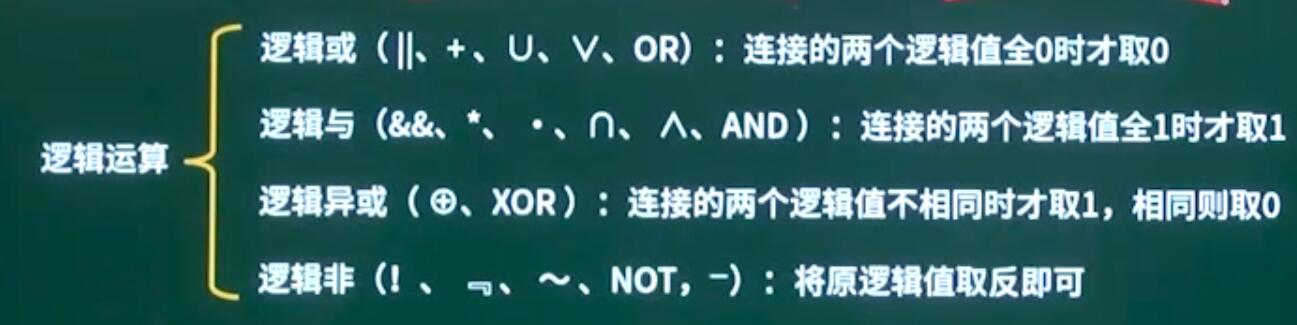 逻辑或（‖、+、∪、∨、OR）：连接的两个逻辑值全0时才取0
逻辑与（&&、*、·、∩、∧、AND）：连接的两个逻辑值全1时才取1
逻辑运算
逻辑异或（⊕、XOR）：连接的两个逻辑值不相同时才取1，相同则取0
逻辑非（!、﹃、～、NOT，¯）：将原逻辑值取反即可